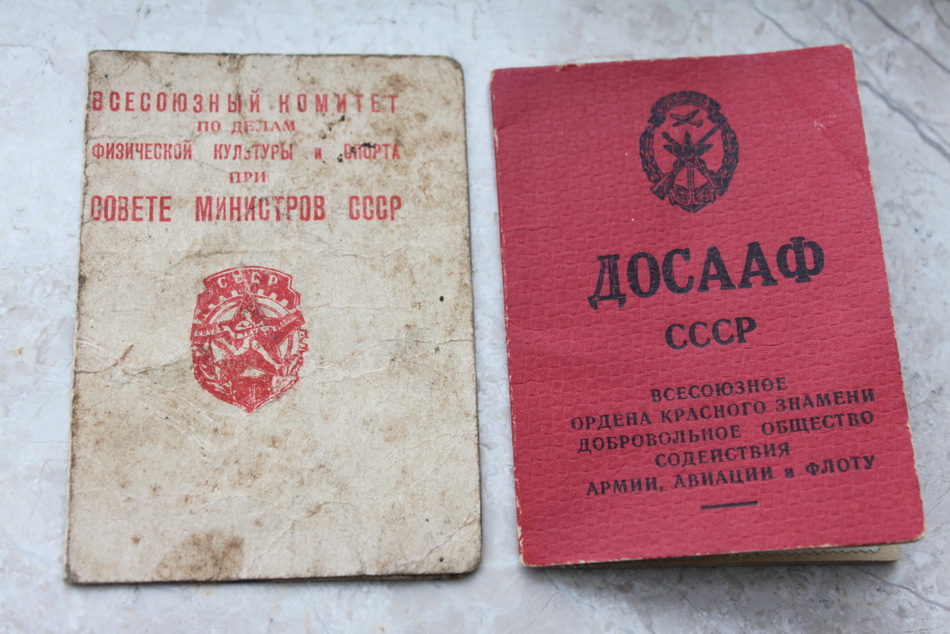 ВСЕСОЮЗНЫЙ КОМИТЕТ
ПО ДЕЛАМ
ФИЗИЧЕСКОЙ КУЛЬТУРЫ и СПОРТА
ПРИ
СОВЕТЕ МИНИСТРОВ СССР
СССР
ДОСААФ
СССР
ВСЕСОЮЗНОЕ
ОРДЕНА КРАСНОГО ЗНАМЕНИ
ДОБРОВОЛЬНОЕ ОБЩЕСТВО
СОДЕЙСТВИЯ
АРМИИ, АВИАЦИИ и ФЛОТУ